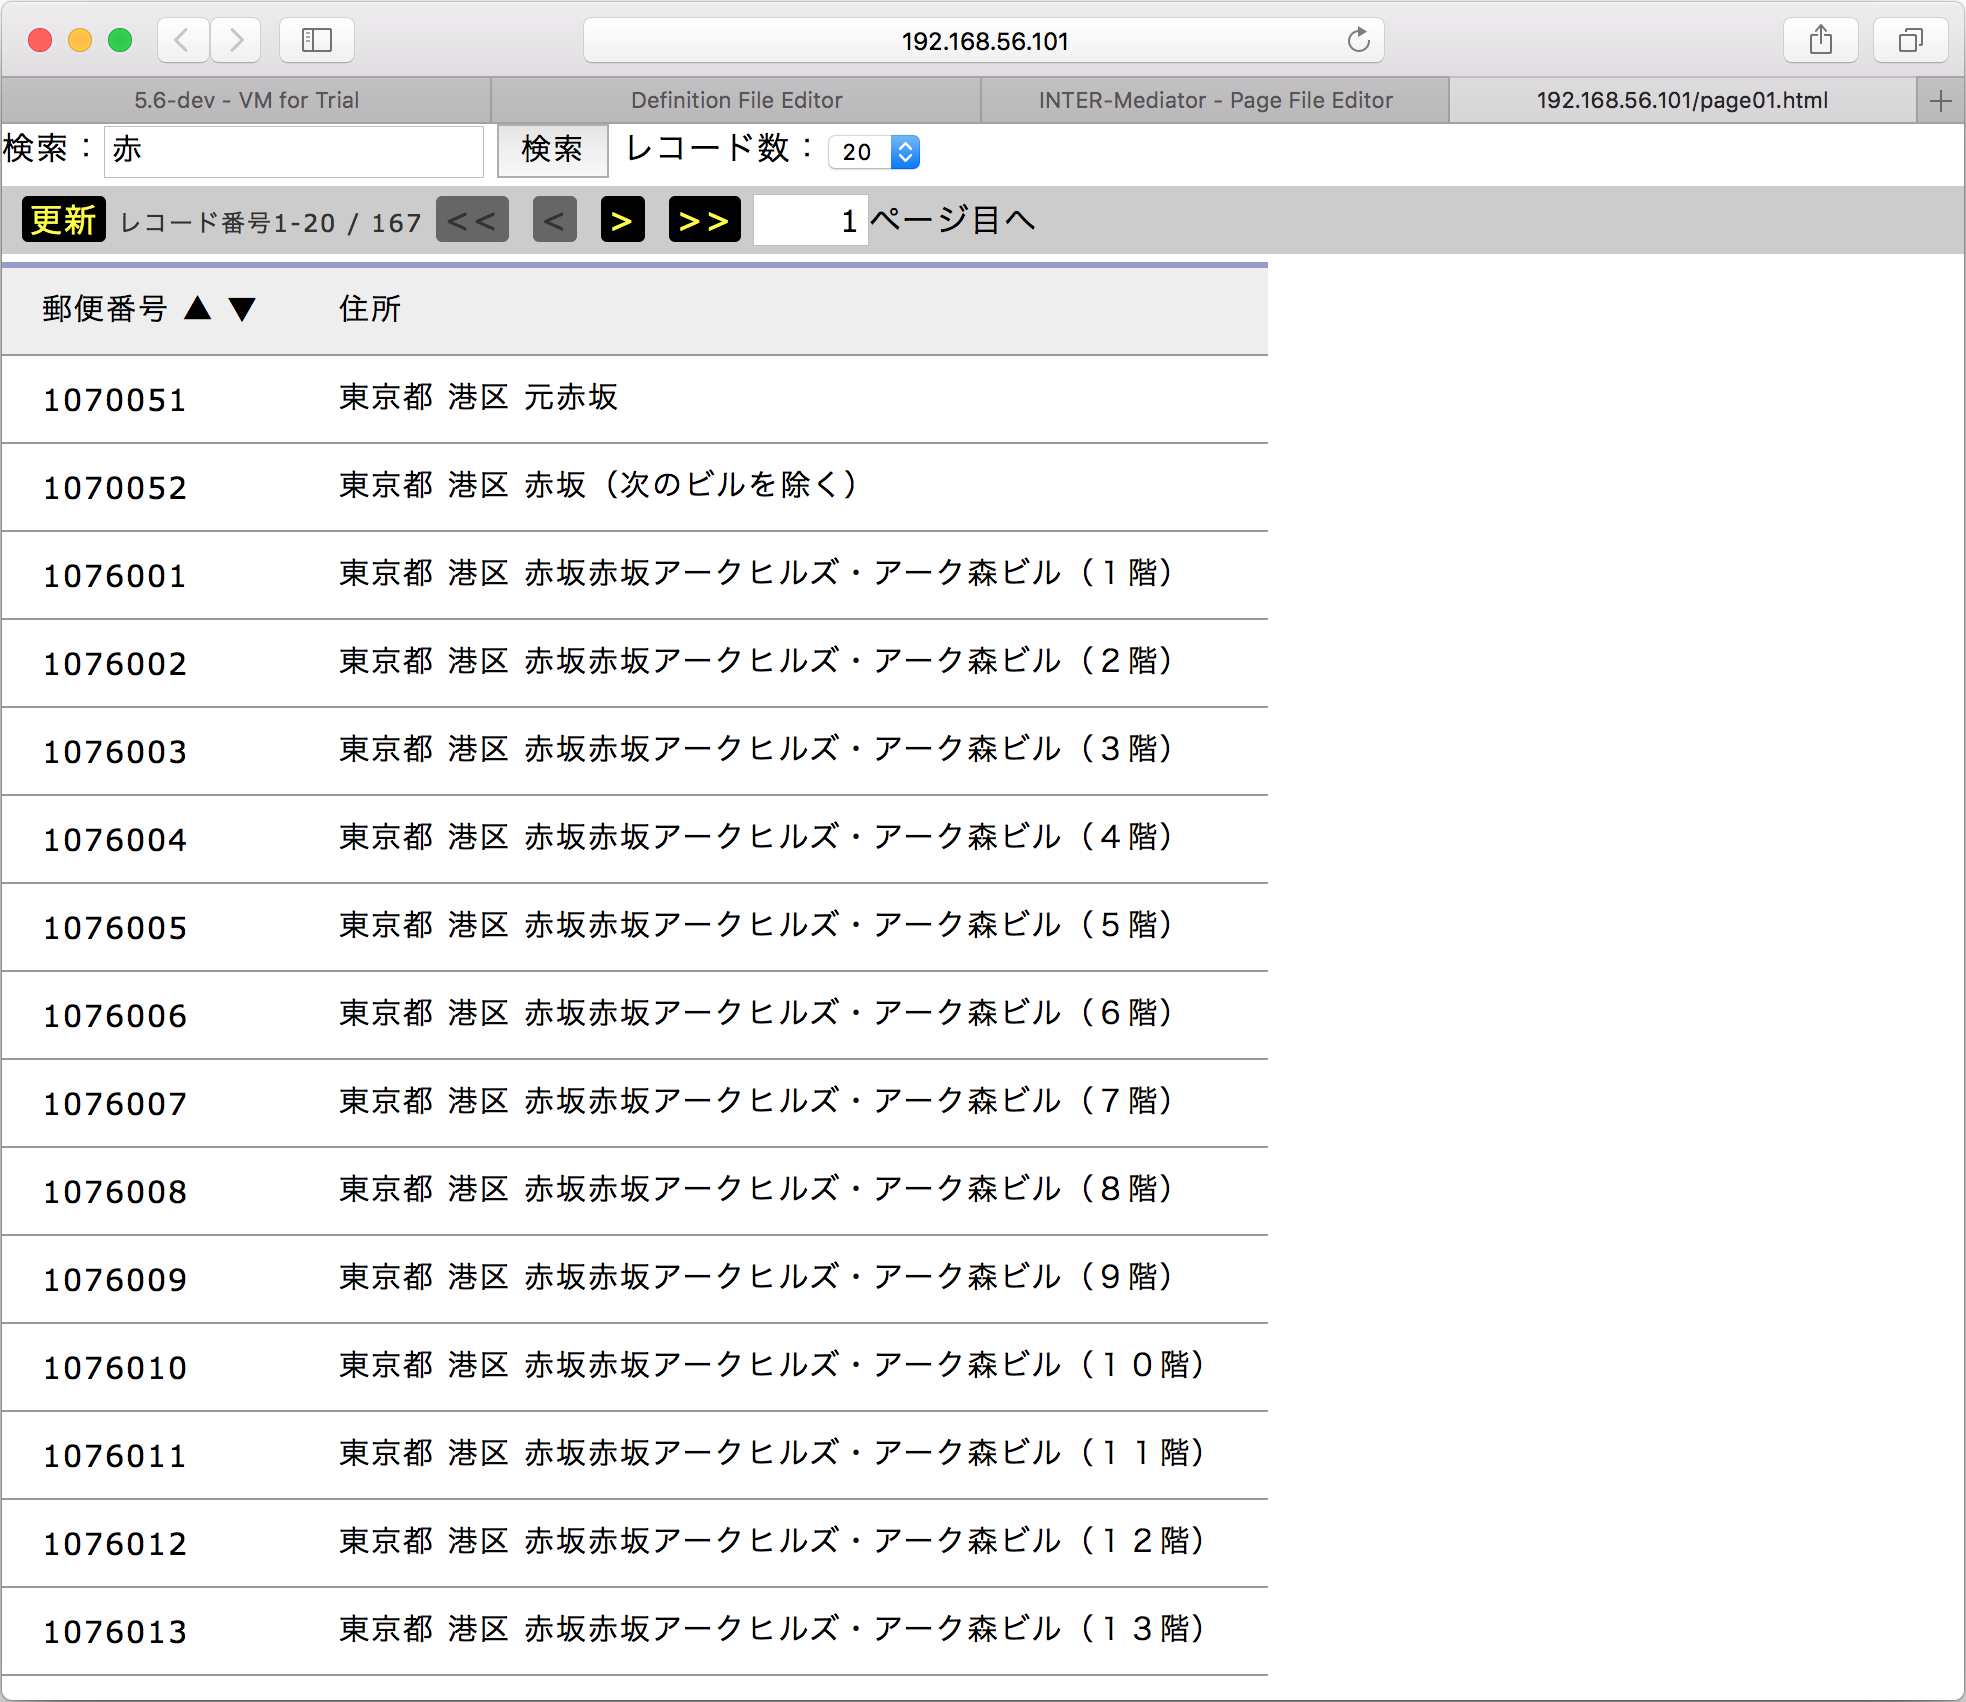 192.168.56.101
5.6-dev - VM for Trial Definition File Editor INTER-Mediator - Page File Editor 192.168.56.101/page01.html
検索： 赤 検索 レコード数： 20
更新 レコード番号1-20 / 167 << < > >> 1 ページ目へ
郵便番号 ▲ ▼ 住所
1070051 東京都 港区 元赤坂
1070052 東京都 港区 赤坂（次のビルを除く）
1076001 東京都 港区 赤坂赤坂アークヒルズ・アーク森ビル（１階）
1076002 東京都 港区 赤坂赤坂アークヒルズ・アーク森ビル（２階）
1076003 東京都 港区 赤坂赤坂アークヒルズ・アーク森ビル（３階）
1076004 東京都 港区 赤坂赤坂アークヒルズ・アーク森ビル（４階）
1076005 東京都 港区 赤坂赤坂アークヒルズ・アーク森ビル（５階）
1076006 東京都 港区 赤坂赤坂アークヒルズ・アーク森ビル（６階）
1076007 東京都 港区 赤坂赤坂アークヒルズ・アーク森ビル（７階）
1076008 東京都 港区 赤坂赤坂アークヒルズ・アーク森ビル（８階）
1076009 東京都 港区 赤坂赤坂アークヒルズ・アーク森ビル（９階）
1076010 東京都 港区 赤坂赤坂アークヒルズ・アーク森ビル（１０階）
1076011 東京都 港区 赤坂赤坂アークヒルズ・アーク森ビル（１１階）
1076012 東京都 港区 赤坂赤坂アークヒルズ・アーク森ビル（１２階）
1076013 東京都 港区 赤坂赤坂アークヒルズ・アーク森ビル（１３階）